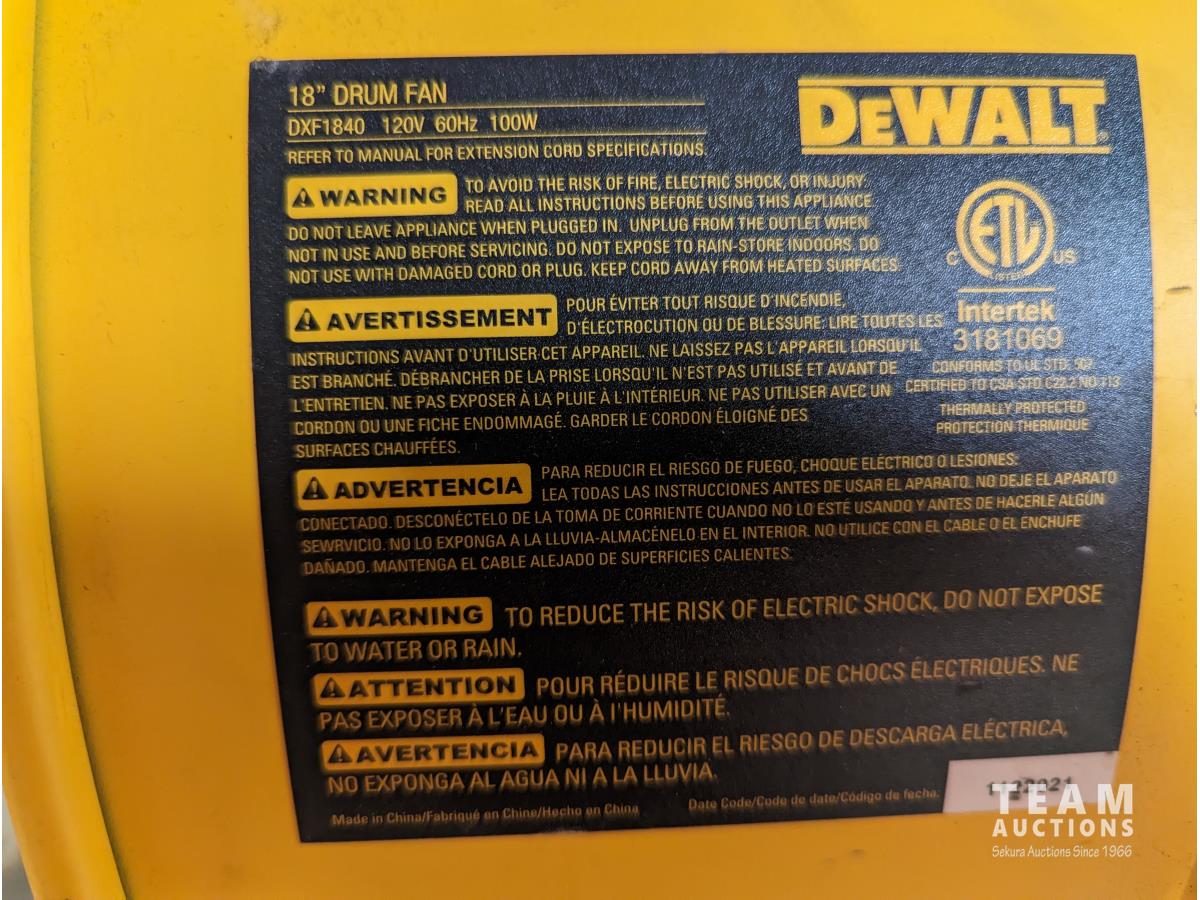 18” DRUM FAN
DXF1840 120V 60Hz 100W
REFER TO MANUAL FOR EXTENSION CORD SPECIFICATIONS.
DEWALT®
WARNING TO AVOID THE RISK OF FIRE, ELECTRIC SHOCK, OR INJURY:
READ ALL INSTRUCTIONS BEFORE USING THIS APPLIANCE.
DO NOT LEAVE APPLIANCE WHEN PLUGGED IN. UNPLUG FROM THE OUTLET WHEN
NOT IN USE AND BEFORE SERVICING. DO NOT EXPOSE TO RAIN-STORE INDOORS. DO
NOT USE WITH DAMAGED CORD OR PLUG. KEEP CORD AWAY FROM HEATED SURFACES.
AVERTISSEMENT POUR ÉVITER TOUT RISQUE D'INCENDIE,
D'ÉLECTROCUTION OU DE BLESSURE: LIRE TOUTES LES
INSTRUCTIONS AVANT D'UTILISER CET APPAREIL. NE LAISSEZ PAS L'APPAREIL LORSQU'IL
EST BRANCHÉ. DÉBRANCHER DE LA PRISE LORSQU'IL N'EST PAS UTILISÉ ET AVANT DE
L'ENTRETIEN. NE PAS EXPOSER À LA PLUIE À L'INTÉRIEUR. NE PAS UTILISER AVEC UN
CORDON OU UNE FICHE ENDOMMAGÉ. GARDER LE CORDON ÉLOIGNÉ DES
SURFACES CHAUFFÉES.
ETL
LISTED
C US
Intertek
3181069
CONFORMS TO UL STD. 507
CERTIFIED TO CSA STD C22.2 NO 113
THERMALLY PROTECTED
PROTECTION THERMIQUE
ADVERTENCIA PARA REDUCIR EL RIESGO DE FUEGO, CHOQUE ELÉCTRICO O LESIONES:
LEA TODAS LAS INSTRUCCIONES ANTES DE USAR EL APARATO. NO DEJE EL APARATO
CONECTADO. DESCONÉCTELO DE LA TOMA DE CORRIENTE CUANDO NO LO ESTÉ USANDO Y ANTES DE HACERLE ALGÚN
SEWRVICIO. NO LO EXPONGA A LA LLUVIA-ALMACÉNELO EN EL INTERIOR. NO UTILICE CON EL CABLE O EL ENCHUFE
DAÑADO. MANTENGA EL CABLE ALEJADO DE SUPERFICIES CALIENTES.
WARNING TO REDUCE THE RISK OF ELECTRIC SHOCK, DO NOT EXPOSE
TO WATER OR RAIN.
ATTENTION POUR RÉDUIRE LE RISQUE DE CHOCS ÉLECTRIQUES. NE
PAS EXPOSER À L'EAU OU À l'HUMIDITÉ.
AVERTENCIA PARA REDUCIR EL RIESGO DE DESCARGA ELÉCTRICA,
NO EXPONGA AL AGUA NI A LA LLUVIA.
Made in China/Fabriqué en Chine/Hecho en China
Date Code/Code de date/Código de fecha:
TEAM
AUCTIONS
Sekura Auctions Since 1966